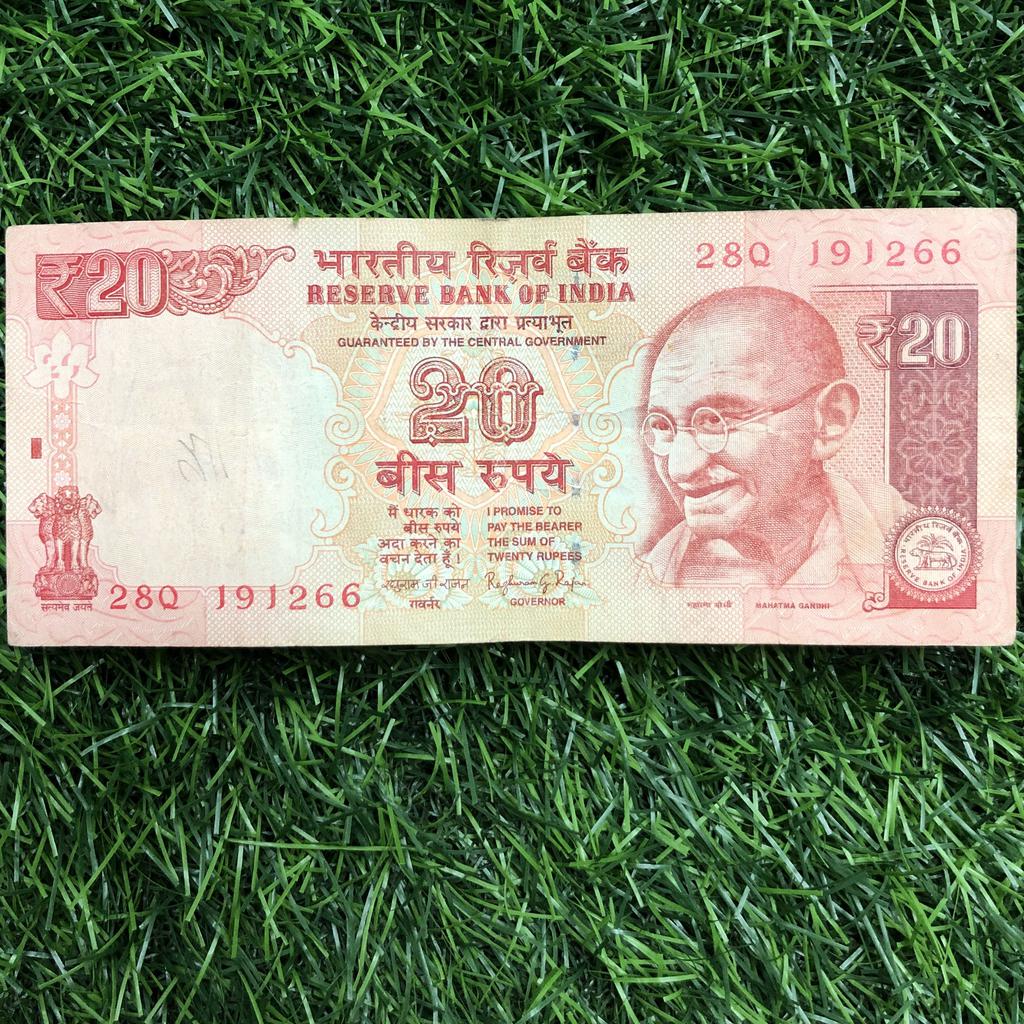 ₹20
भारतीय रिज़र्व बैंक
RESERVE BANK OF INDIA
केन्द्रीय सरकार द्वारा प्रत्याभूत
GUARANTEED BY THE CENTRAL GOVERNMENT
28Q 191266
₹20
20
बीस रुपये
मैं धारक को
बीस रुपये
अदा करने का
वचन देता हूँ।
I PROMISE TO
PAY THE BEARER
THE SUM OF
TWENTY RUPEES
रघुराम जी राजन
Raghuram G Rajan
गवर्नर
GOVERNOR
सत्यमेव जयते
28Q 191266
महात्मा गांधी
MAHATMA GANDHI
भारतीय रिज़र्व बैंक
RESERVE BANK OF INDIA